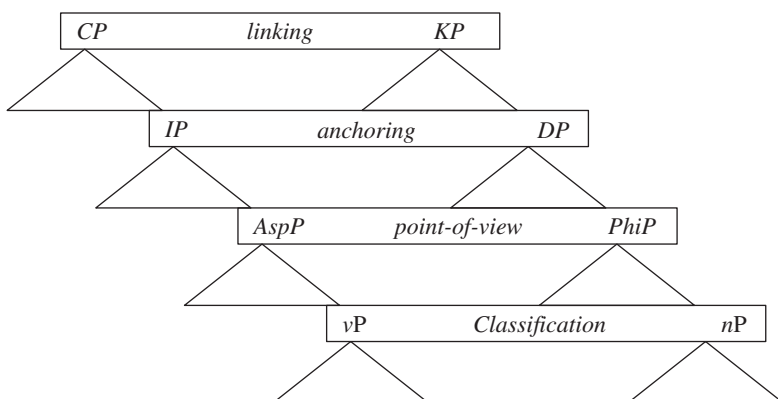 CP linking KP
IP anchoring DP
AspP point-of-view PhiP
vP Classification nP